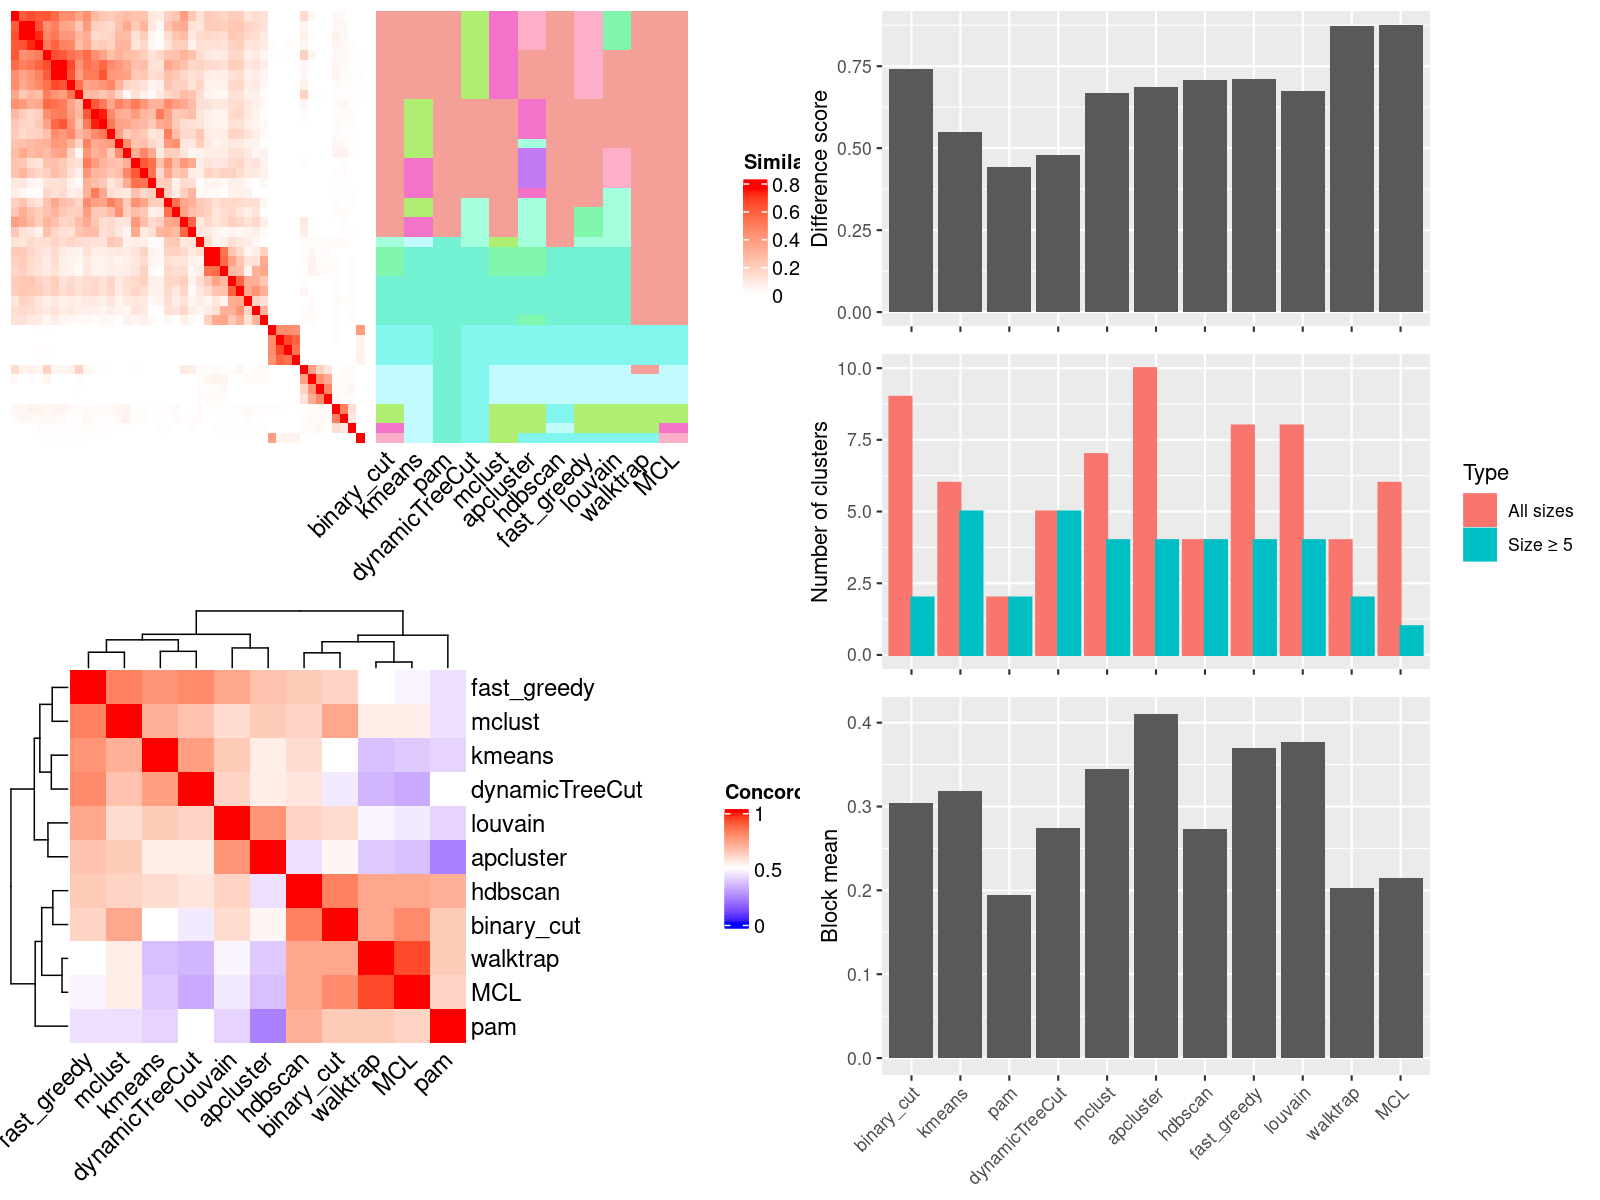 Simila
0.8
0.6
0.4
0.2
0
binary_cut
kmeans
pam
dynamicTreeCut
mclust
apcluster
hdbscan
fast_greedy
louvain
walktrap
MCL
fast_greedy
mclust
kmeans
dynamicTreeCut
louvain
apcluster
hdbscan
binary_cut
walktrap
MCL
pam
fast_greedy
mclust
kmeans
dynamicTreeCut
louvain
apcluster
hdbscan
binary_cut
walktrap
MCL
pam
Concord
1
0.5
0
Difference score
0.75
0.50
0.25
0.00
Number of clusters
10.0
7.5
5.0
2.5
0.0
Type
All sizes
Size ≥ 5
Block mean
0.4
0.3
0.2
0.1
0.0
binary_cut
kmeans
pam
dynamicTreeCut
mclust
apcluster
hdbscan
fast_greedy
louvain
walktrap
MCL